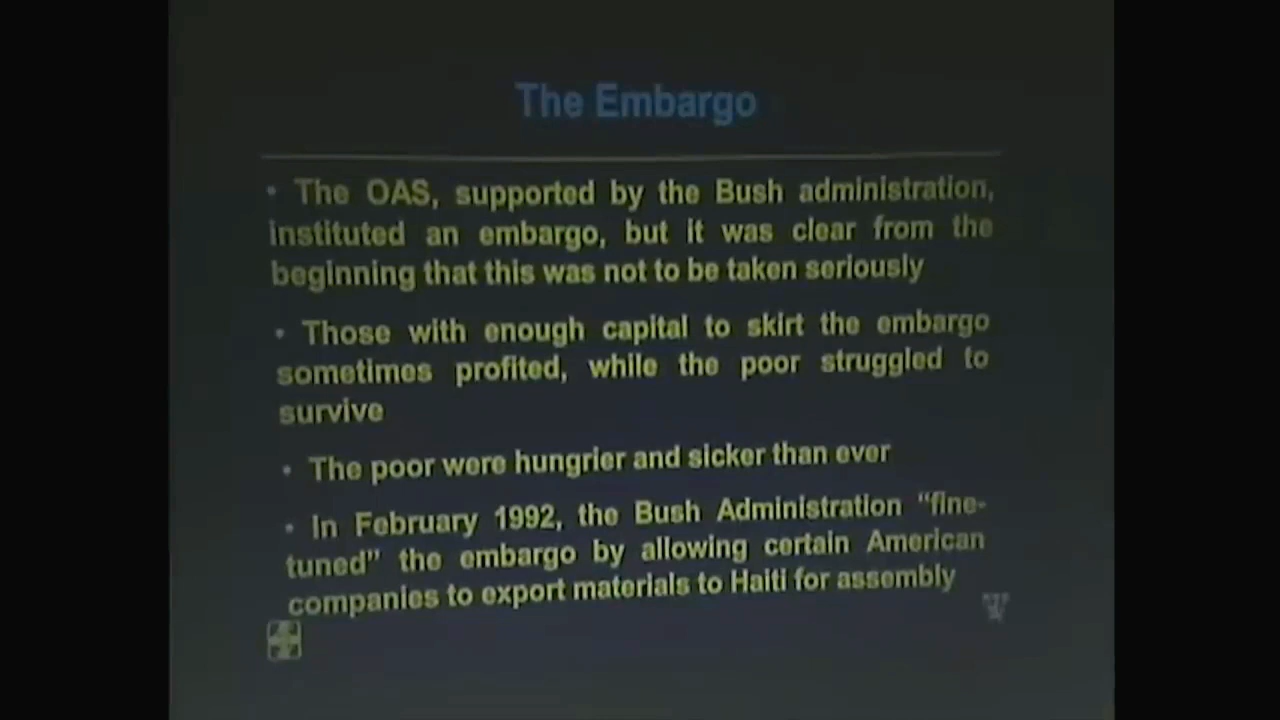 The Embargo
• The OAS, supported by the Bush administration,
instituted an embargo, but it was clear from the
beginning that this was not to be taken seriously
• Those with enough capital to skirt the embargo
sometimes profited, while the poor struggled to
survive
• The poor were hungrier and sicker than ever
• In February 1992, the Bush Administration “fine-
tuned” the embargo by allowing certain American
companies to export materials to Haiti for assembly